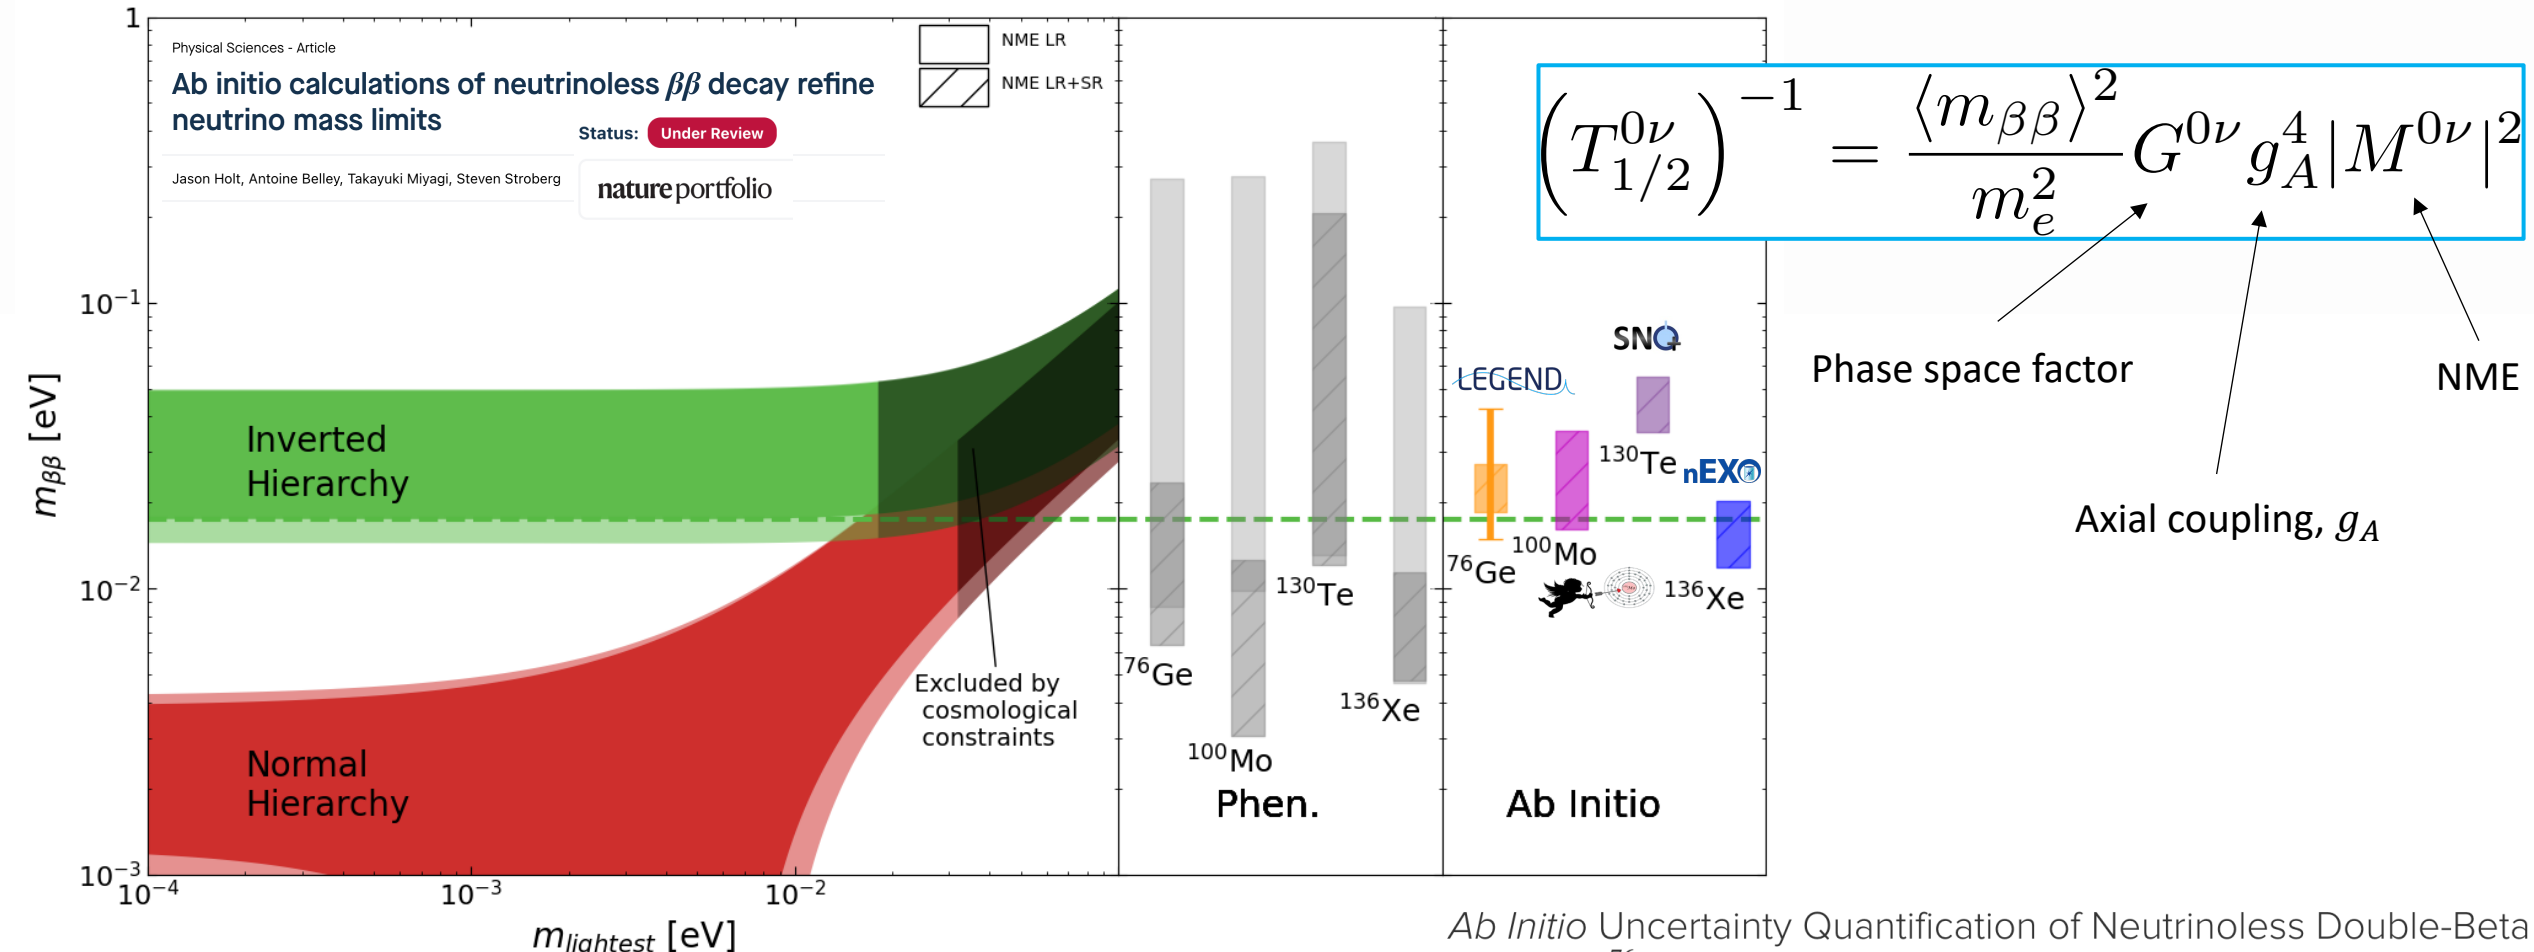 Physical Sciences - Article
Ab initio calculations of neutrinoless ββ decay refine
neutrino mass limits
Status: Under Review
Jason Holt, Antoine Belley, Takayuki Miyagi, Steven Stroberg
nature portfolio
NME LR
NME LR+SR
1
10⁻¹
10⁻²
10⁻³
m_ββ [eV]
Inverted
Hierarchy
Normal
Hierarchy
Excluded by
cosmological
constraints
10⁻⁴
10⁻³
10⁻²
m_lightest [eV]
⁷⁶Ge
¹⁰⁰Mo
¹³⁰Te
¹³⁶Xe
Phen.
LEGEND
SNO+
nEXO
⁷⁶Ge
¹⁰⁰Mo
¹³⁰Te
¹³⁶Xe
Ab Initio
(T^{0ν}_{1/2})^{-1} = ⟨m_ββ⟩² / m_e² G^{0ν} g_A^4 |M^{0ν}|²
Phase space factor
Axial coupling, g_A
NME
Ab Initio Uncertainty Quantification of Neutrinoless Double-Beta